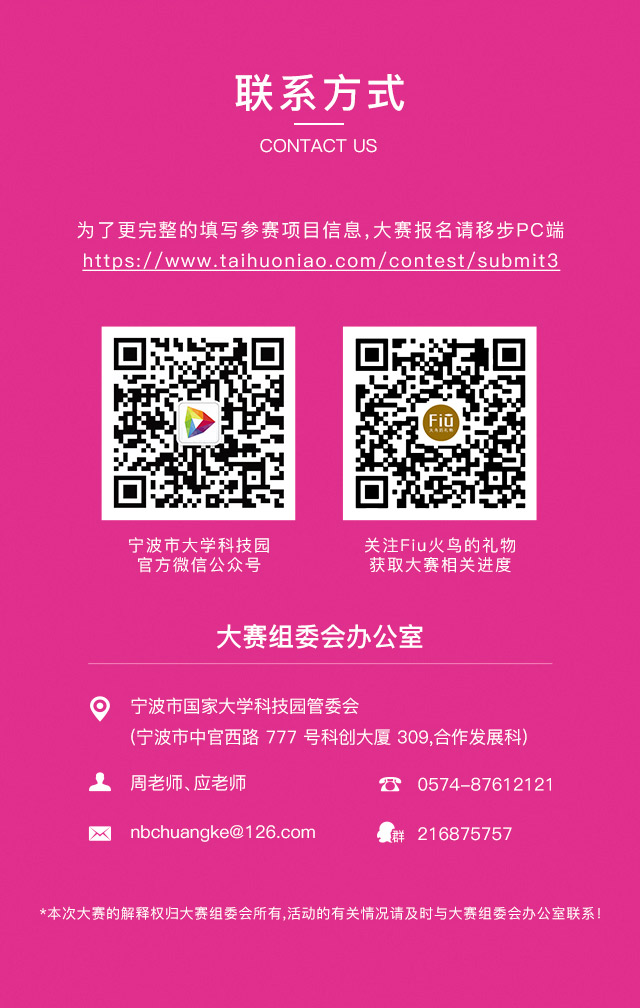 联系方式
CONTACT US
为了更完整的填写参赛项目信息,大赛报名请移步PC端
https://www.taihuoniao.com/contest/submit3
Fiu
火鸟的礼物
宁波市大学科技园
官方微信公众号
关注Fiu火鸟的礼物
获取大赛相关进度
大赛组委会办公室
宁波市国家大学科技园管委会
(宁波市中官西路 777 号科创大厦 309,合作发展科)
周老师、应老师
0574-87612121
nbchuangke@126.com
群
216875757
*本次大赛的解释权归大赛组委会所有,活动的有关情况请及时与大赛组委会办公室联系!